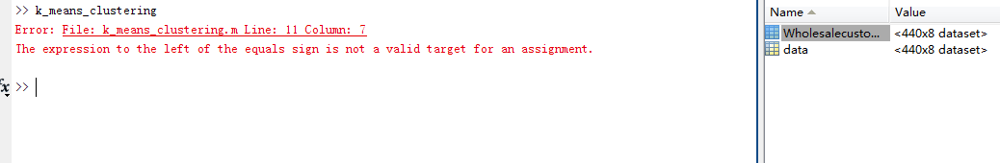 >> k_means_clustering
Error: File: k_means_clustering.m Line: 11 Column: 7
The expression to the left of the equals sign is not a valid target for an assignment.
fx >>
Name Value
Wholesalecusto... <440x8 dataset>
data <440x8 dataset>